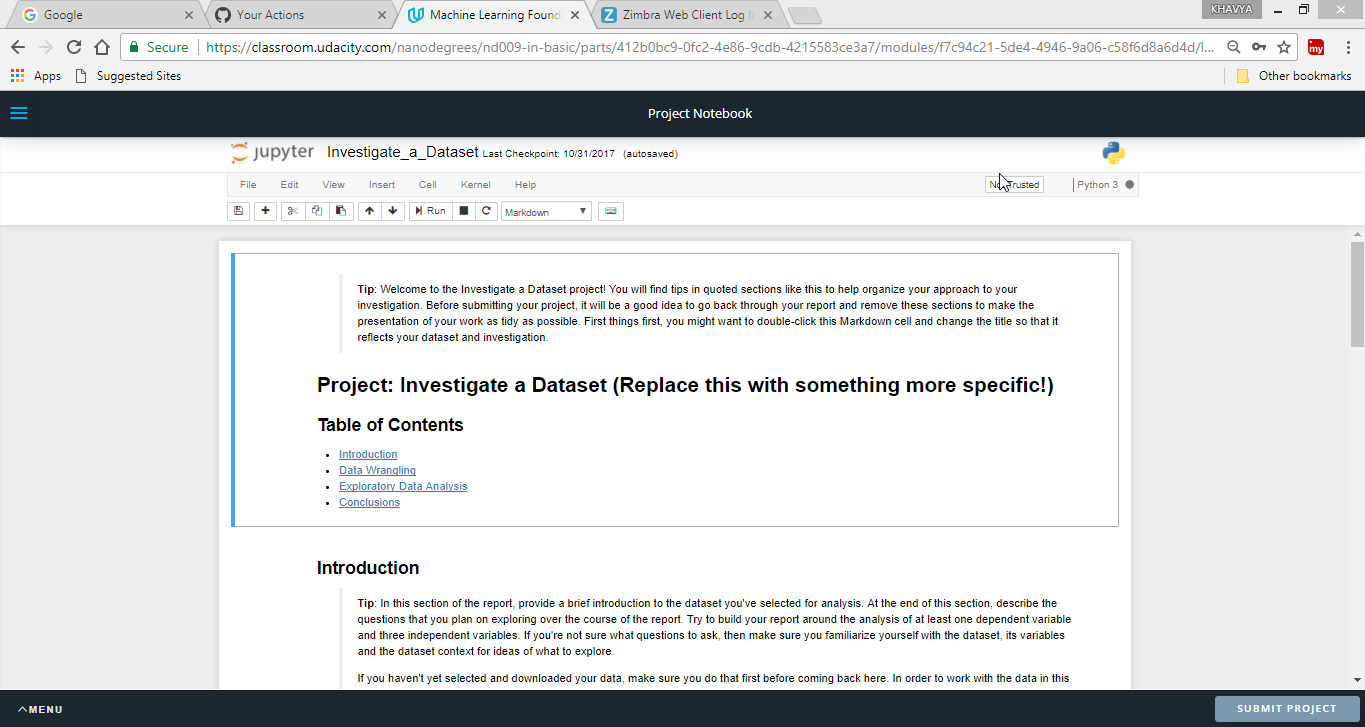 Google
Your Actions
Machine Learning Found
Zimbra Web Client Log I
KHAVYA
Secure
https://classroom.udacity.com/nanodegrees/nd009-in-basic/parts/412b0bc9-0fc2-4e86-9cdb-4215583ce3a7/modules/f7c94c21-5de4-4946-9a06-c58f6d8a6d4d/l...
my
Apps
Suggested Sites
Other bookmarks
Project Notebook
jupyter Investigate_a_Dataset Last Checkpoint: 10/31/2017 (autosaved)
File Edit View Insert Cell Kernel Help
Trusted
Python 3
Run
Markdown
Tip: Welcome to the Investigate a Dataset project! You will find tips in quoted sections like this to help organize your approach to your
investigation. Before submitting your project, it will be a good idea to go back through your report and remove these sections to make the
presentation of your work as tidy as possible. First things first, you might want to double-click this Markdown cell and change the title so that it
reflects your dataset and investigation.
Project: Investigate a Dataset (Replace this with something more specific!)
Table of Contents
Introduction
Data Wrangling
Exploratory Data Analysis
Conclusions
Introduction
Tip: In this section of the report, provide a brief introduction to the dataset you've selected for analysis. At the end of this section, describe the
questions that you plan on exploring over the course of the report. Try to build your report around the analysis of at least one dependent variable
and three independent variables. If you're not sure what questions to ask, then make sure you familiarize yourself with the dataset, its variables
and the dataset context for ideas of what to explore.
If you haven't yet selected and downloaded your data, make sure you do that first before coming back here. In order to work with the data in this
MENU
SUBMIT PROJECT